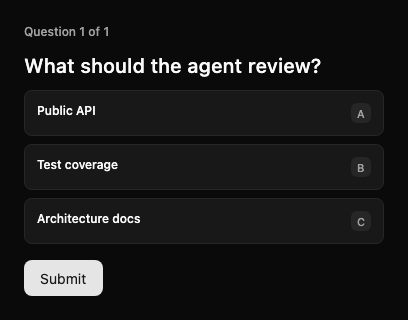 Question 1 of 1
What should the agent review?
Public API A
Test coverage B
Architecture docs C
Submit